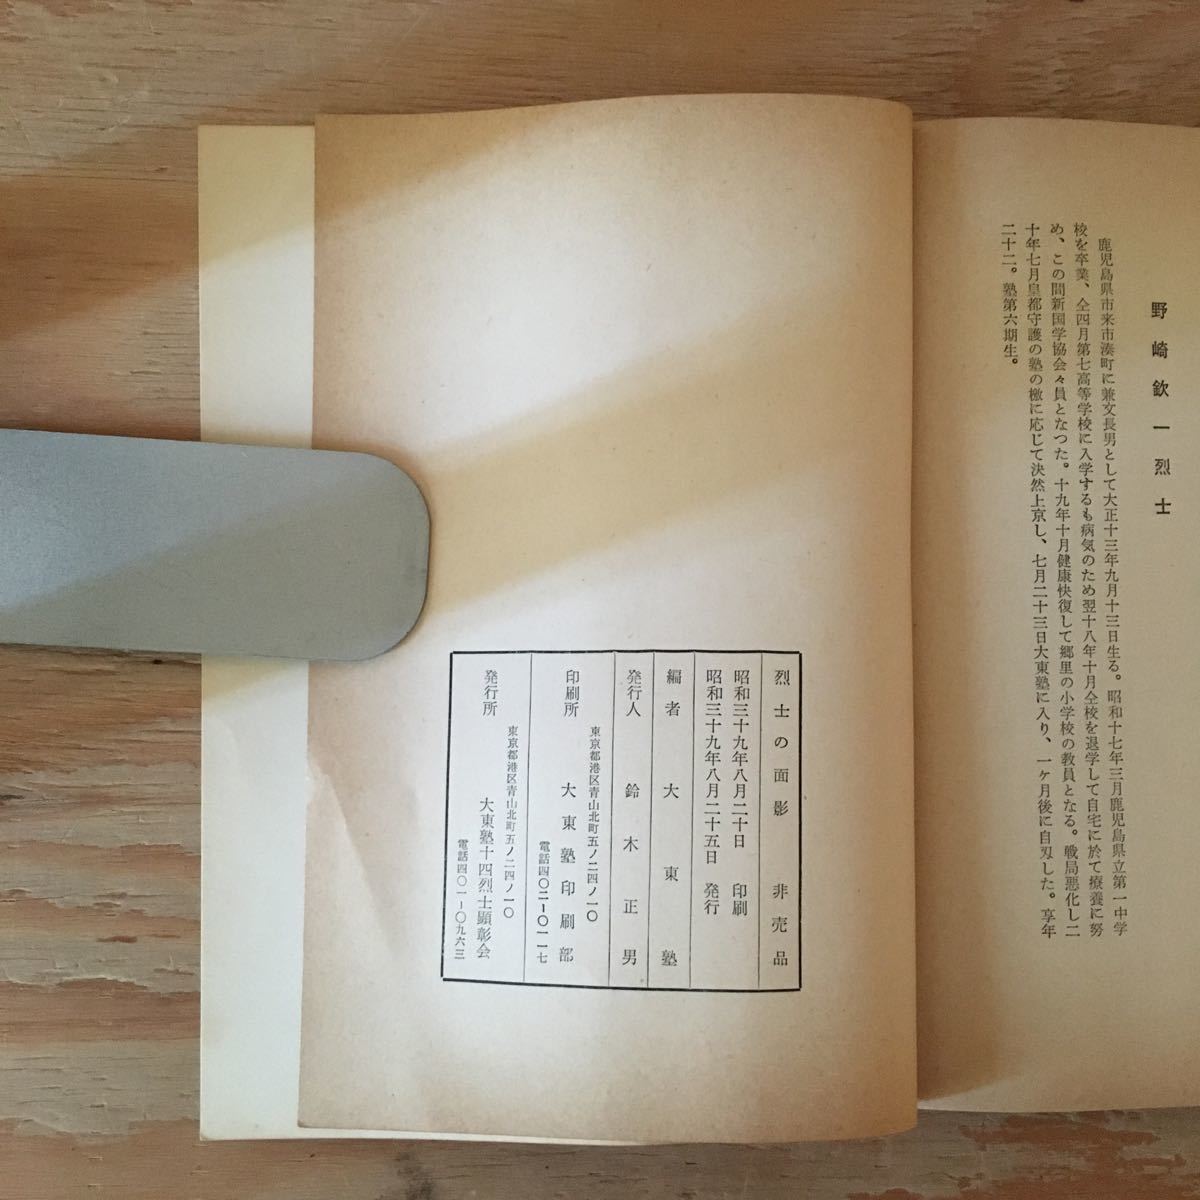 野崎欽一烈士
鹿児島県市来市湊町に兼文長男として大正十三年九月十三日生る。昭和十七年三月鹿児島県立第一中学
校を卒業、仝四月第七高等学校に入学するも病気のため翌十八年十月仝校を退学して自宅に於て療養に努
め、この間新国学協会々員となつた。十九年十月健康快復して郷里の小学校の教員となる。戦局悪化し二
十年七月皇都守護の塾の檄に応じて決然上京し、七月二十三日大東塾に入り、一ヶ月後に自刃した。享年
二十二。塾第六期生。
烈士の面影 非売品
昭和三十九年八月二十日 印刷
昭和三十九年八月二十五日 発行
編者 大東塾
発行人 鈴木正男
東京都港区青山北町五ノ二四ノ一〇
印刷所 大東塾印刷部
電話四〇二-〇一一七
東京都港区青山北町五ノ二四ノ一〇
発行所 大東塾十四烈士顕彰会
電話四〇一-〇九六三